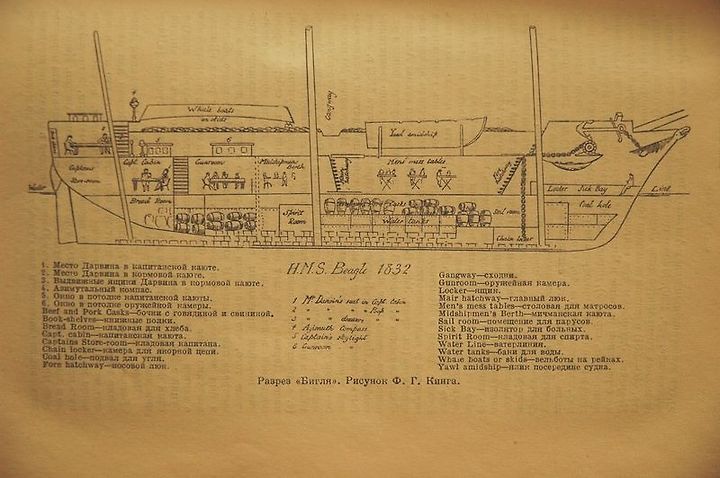 Whale boats
on skids
Gangway
Yawl amidship
Capt. Cabin
Gunroom
Midshipmens
Berth
Men's mess tables
Captains
Store-room
Bread Room
Spirit
Room
Casks
Water tanks
Sail room
Chain locker
Locker
Sick Bay
Coal hole
Water
Line
H.M.S. Beagle 1832
1 Mr Darwin's seat in Capt. Cabin
2 " " " Poop "
3 " drawers " "
4 Azimuth Compass
5 Captain's skylight
6 Gunroom "
1. Место Дарвина в капитанской каюте.
2. Место Дарвина в кормовой каюте.
3. Выдвижные ящики Дарвина в кормовой каюте.
4. Азимутальный компас.
5. Окно в потолке капитанской каюты.
6. Окно в потолке оружейной камеры.
Beef and Pork Casks—бочки с говядиной и свининой.
Book-shelves—книжные полки.
Bread Room—кладовая для хлеба.
Capt. cabin—капитанская каюта.
Captains Store-room—кладовая капитана.
Chain locker—камера для якорной цепи.
Coal hole—подвал для угля.
Fore hatchway—носовой люк.
Gangway—сходни.
Gunroom—оружейная камера.
Locker—ящик.
Mair hatchway—главный люк.
Men's mess tables—столовая для матросов.
Midshipmen's Berth—мичманская каюта.
Sail room—помещение для парусов.
Sick Bay—изолятор для больных.
Spirit Room—кладовая для спирта.
Water Line—ватерлиния.
Water tanks—баки для воды.
Whale boats or skids—вельботы на рейках.
Yawl amidship—ялик посередине судна.
Разрез «Бигля». Рисунок Ф. Г. Кинга.